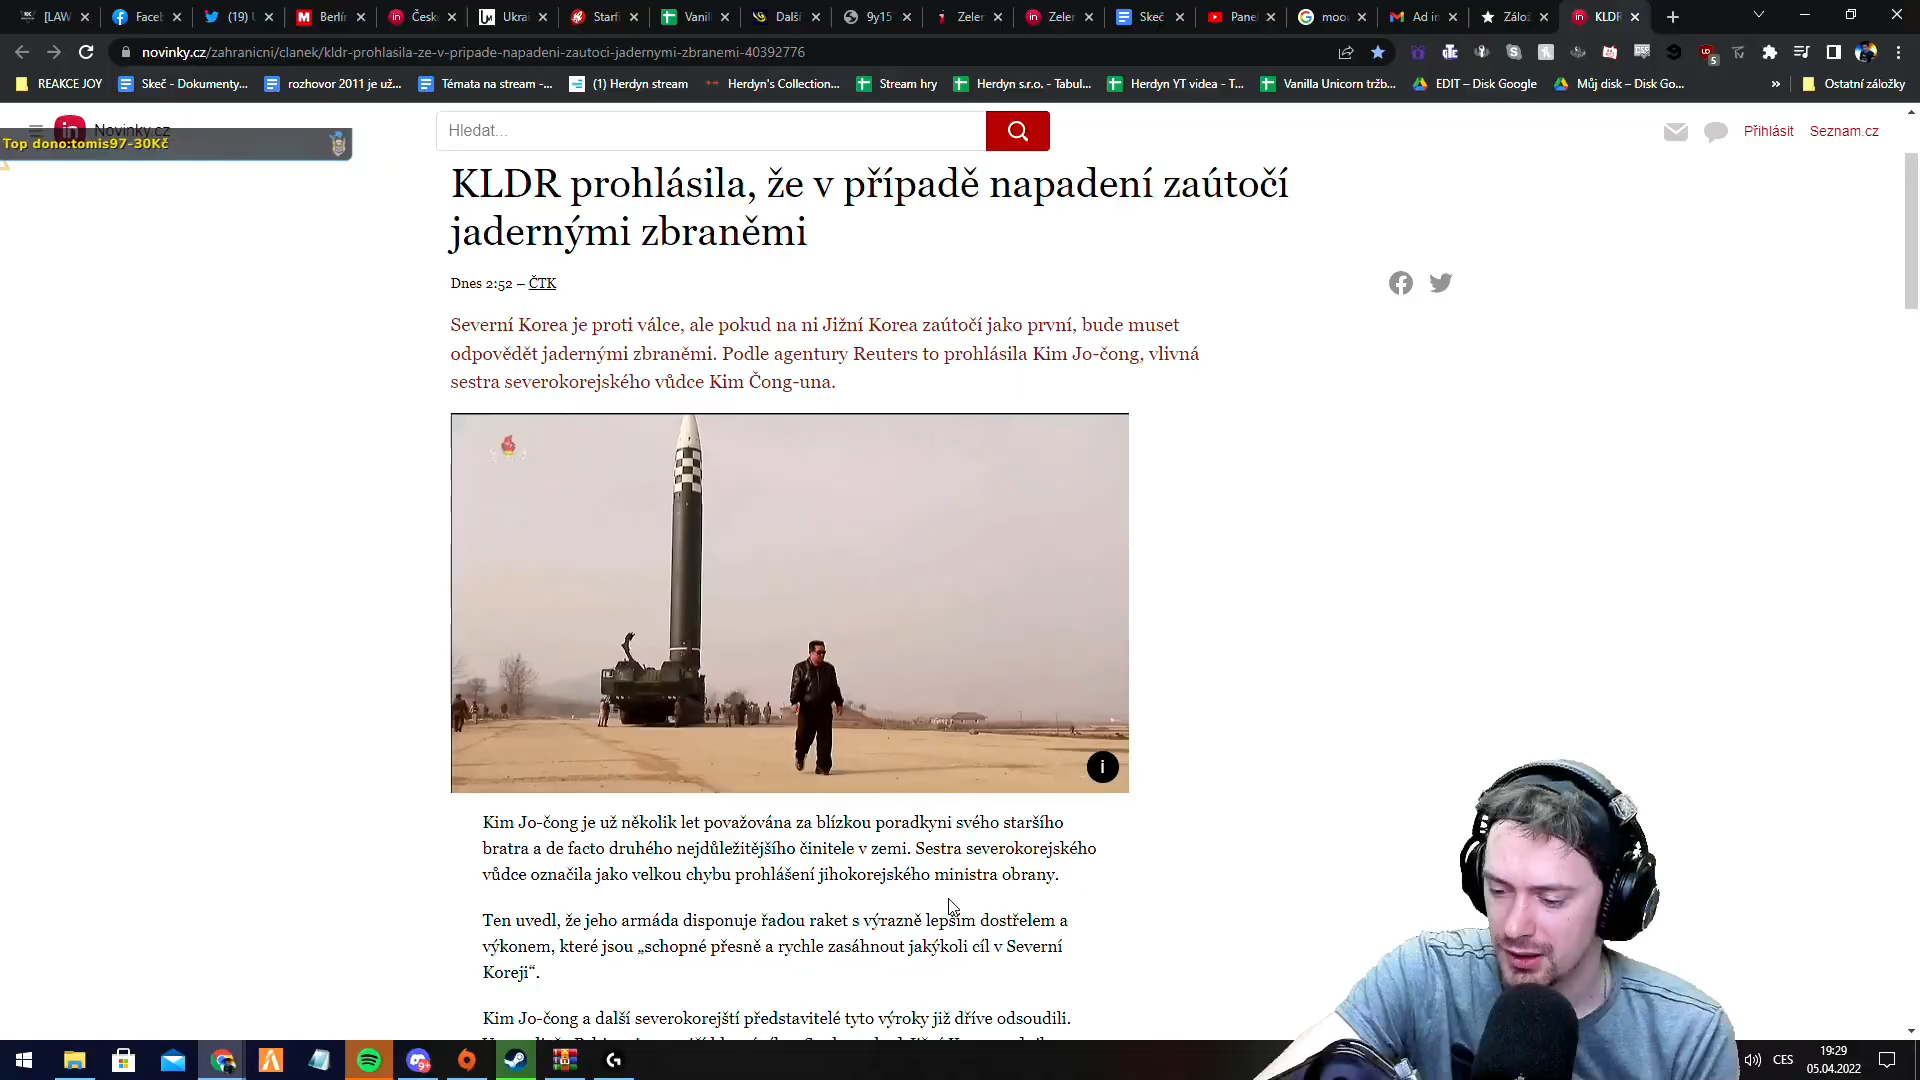 [LAW
Faceb
(19)
Berlín
Česk
Ukra
Starfi
Vanil
Další
9y15
Zeler
Zeler
Skeč
Pane
moo
Ad in
Zálo
KLDR
novinky.cz/zahranicni/clanek/kldr-prohlasila-ze-v-pripade-napadeni-zautoci-jadernymi-zbranemi-40392776
5
REAKCE JOY
Skeč - Dokumenty...
rozhovor 2011 je už...
Témata na stream -...
(1) Herdyn stream
Herdyn's Collection...
Stream hry
Herdyn s.r.o. - Tabul...
Herdyn YT videa - T...
Vanilla Unicorn tržb...
EDIT – Disk Google
Můj disk – Disk Go...
»
Ostatní záložky
in Novinky.cz
Top dono:tomis97-30Kč
Hledat...
Přihlásit
Seznam.cz
KLDR prohlásila, že v případě napadení zaútočí
jadernými zbraněmi
Dnes 2:52 – ČTK
Severní Korea je proti válce, ale pokud na ni Jižní Korea zaútočí jako první, bude muset
odpovědět jadernými zbraněmi. Podle agentury Reuters to prohlásila Kim Jo-čong, vlivná
sestra severokorejského vůdce Kim Čong-una.
i
Kim Jo-čong je už několik let považována za blízkou poradkyni svého staršího
bratra a de facto druhého nejdůležitějšího činitele v zemi. Sestra severokorejského
vůdce označila jako velkou chybu prohlášení jihokorejského ministra obrany.
Ten uvedl, že jeho armáda disponuje řadou raket s výrazně lepším dostřelem a
výkonem, které jsou „schopné přesně a rychle zasáhnout jakýkoli cíl v Severní
Koreji“.
Kim Jo-čong a další severokorejští představitelé tyto výroky již dříve odsoudili.
9+
CES
19:29
05.04.2022